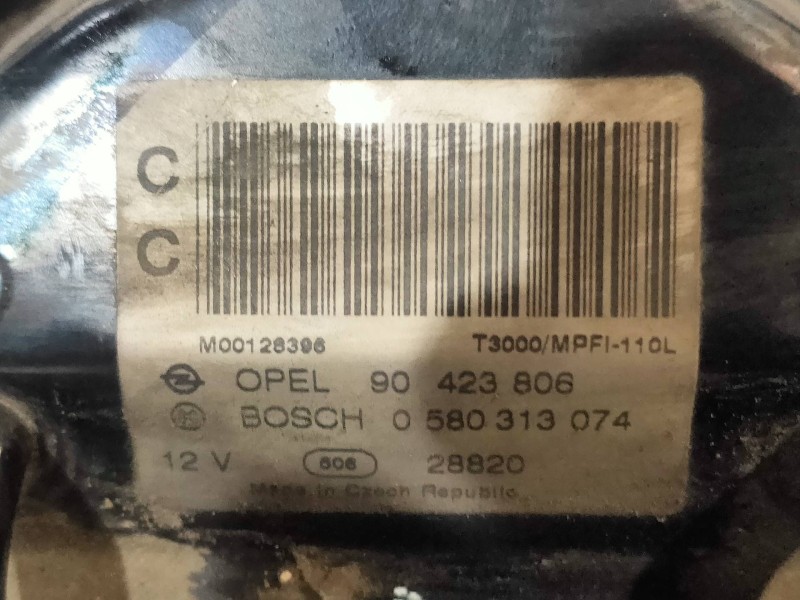 C
C
M00128396 T3000/MPFI-110L
OPEL 90 423 806
BOSCH 0 580 313 074
12 V 606 28820
Made in Czech Republic